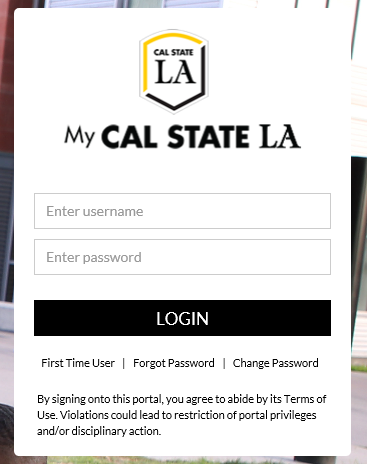 CAL STATE
LA
My CAL STATE LA
Enter username
Enter password
LOGIN
First Time User | Forgot Password | Change Password
By signing onto this portal, you agree to abide by its Terms of
Use. Violations could lead to restriction of portal privileges
and/or disciplinary action.